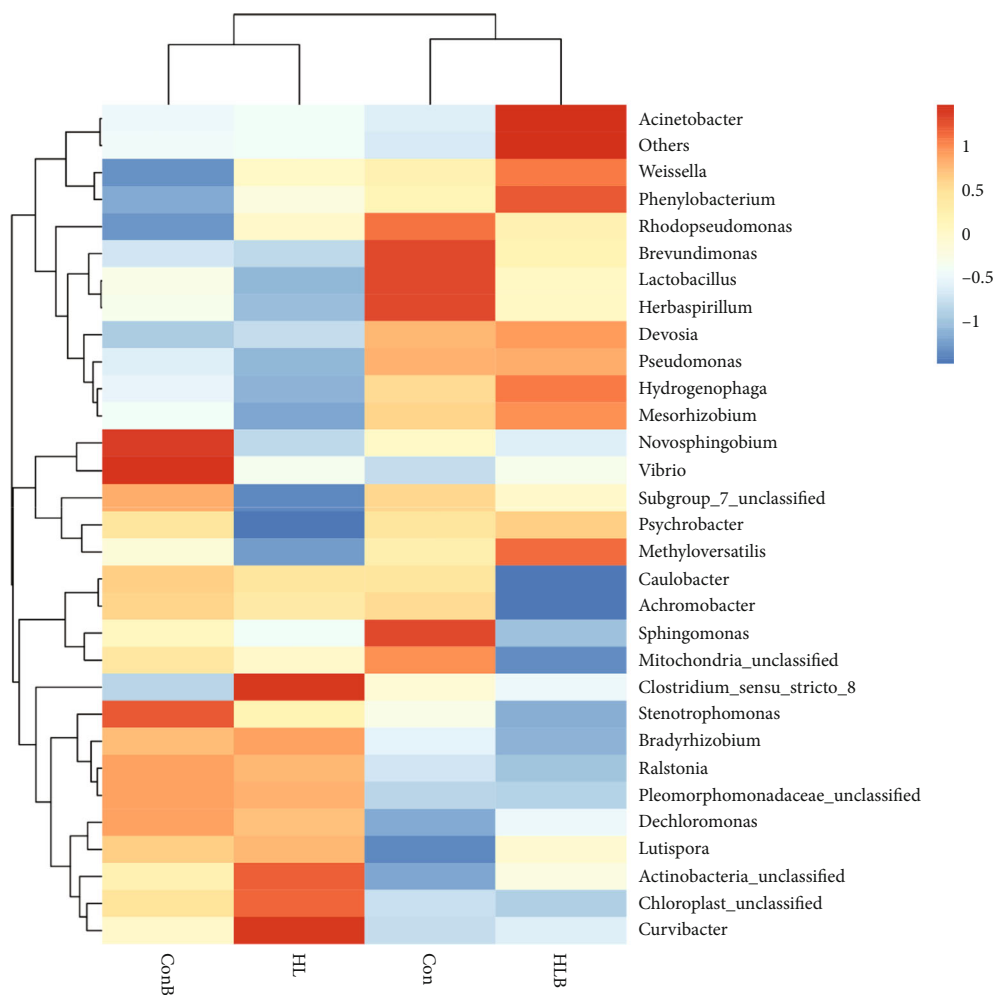 Acinetobacter
Others
Weissella
Phenylobacterium
Rhodopseudomonas
Brevundimonas
Lactobacillus
Herbaspirillum
Devosia
Pseudomonas
Hydrogenophaga
Mesorhizobium
Novosphingobium
Vibrio
Subgroup_7_unclassified
Psychrobacter
Methyloversatilis
Caulobacter
Achromobacter
Sphingomonas
Mitochondria_unclassified
Clostridium_sensu_stricto_8
Stenotrophomonas
Bradyrhizobium
Ralstonia
Pleomorphomonadaceae_unclassified
Dechloromonas
Lutispora
Actinobacteria_unclassified
Chloroplast_unclassified
Curvibacter
1
0.5
0
–0.5
–1
ConB
HL
Con
HLB